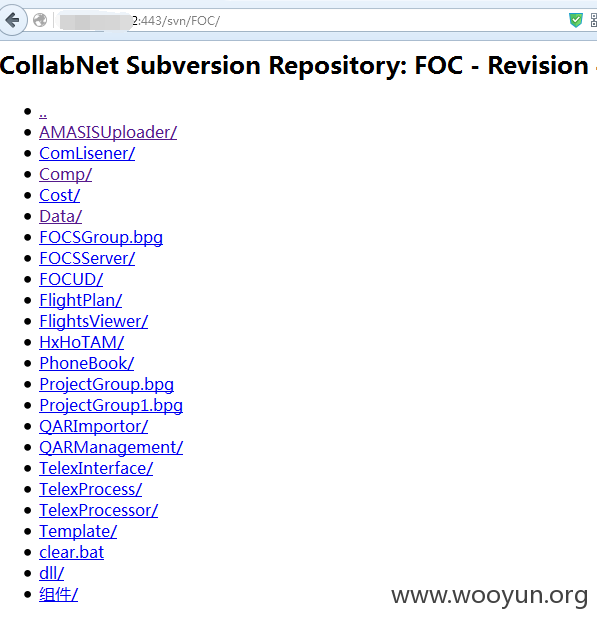 2:443/svn/FOC/
CollabNet Subversion Repository: FOC - Revision
..
AMASISUploader/
ComLisener/
Comp/
Cost/
Data/
FOCSGroup.bpg
FOCSServer/
FOCUD/
FlightPlan/
FlightsViewer/
HxHoTAM/
PhoneBook/
ProjectGroup.bpg
ProjectGroup1.bpg
QARImportor/
QARManagement/
TelexInterface/
TelexProcess/
TelexProcessor/
Template/
clear.bat
dll/
组件/
www.wooyun.org